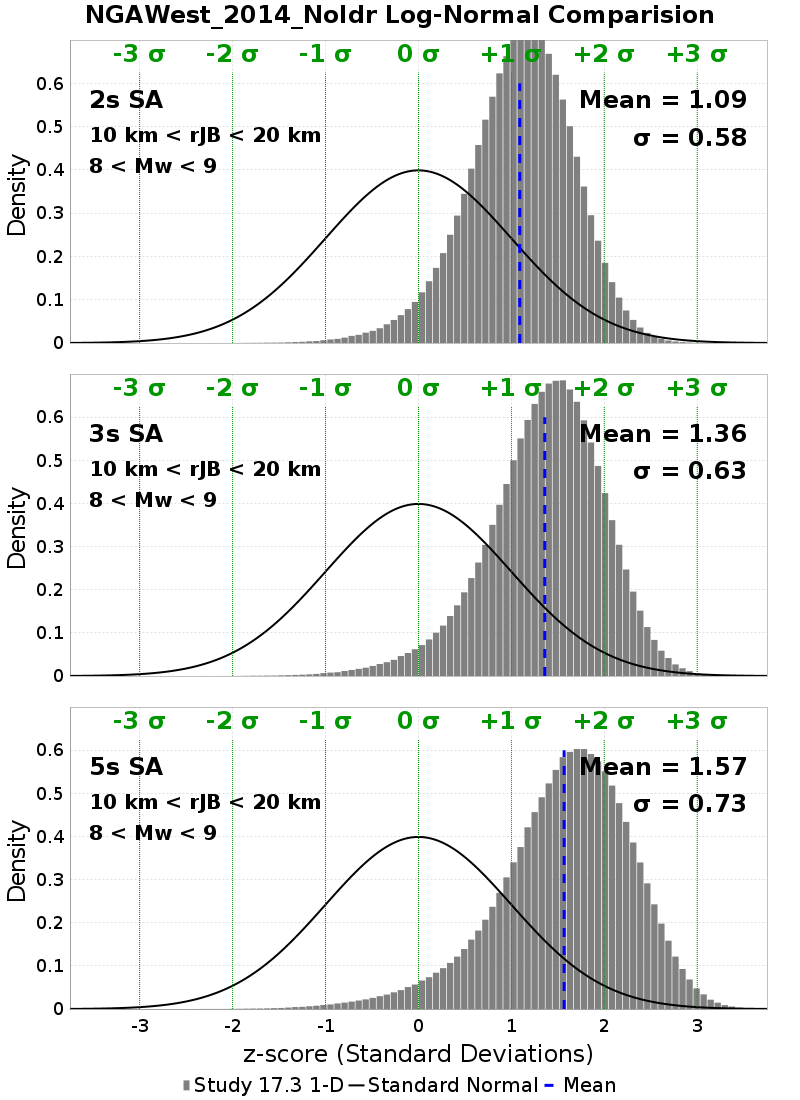 NGAWest_2014_NoIdr Log-Normal Comparision
-3 σ -2 σ -1 σ 0 σ +1 σ +2 σ +3 σ
2s SA Mean = 1.09
10 km < rJB < 20 km σ = 0.58
8 < Mw < 9
0.6
0.5
0.4
0.3
0.2
0.1
0
Density
-3 σ -2 σ -1 σ 0 σ +1 σ +2 σ +3 σ
3s SA Mean = 1.36
10 km < rJB < 20 km σ = 0.63
8 < Mw < 9
0.6
0.5
0.4
0.3
0.2
0.1
0
Density
-3 σ -2 σ -1 σ 0 σ +1 σ +2 σ +3 σ
5s SA Mean = 1.57
10 km < rJB < 20 km σ = 0.73
8 < Mw < 9
0.6
0.5
0.4
0.3
0.2
0.1
0
Density
-3 -2 -1 0 1 2 3
z-score (Standard Deviations)
Study 17.3 1-D Standard Normal Mean